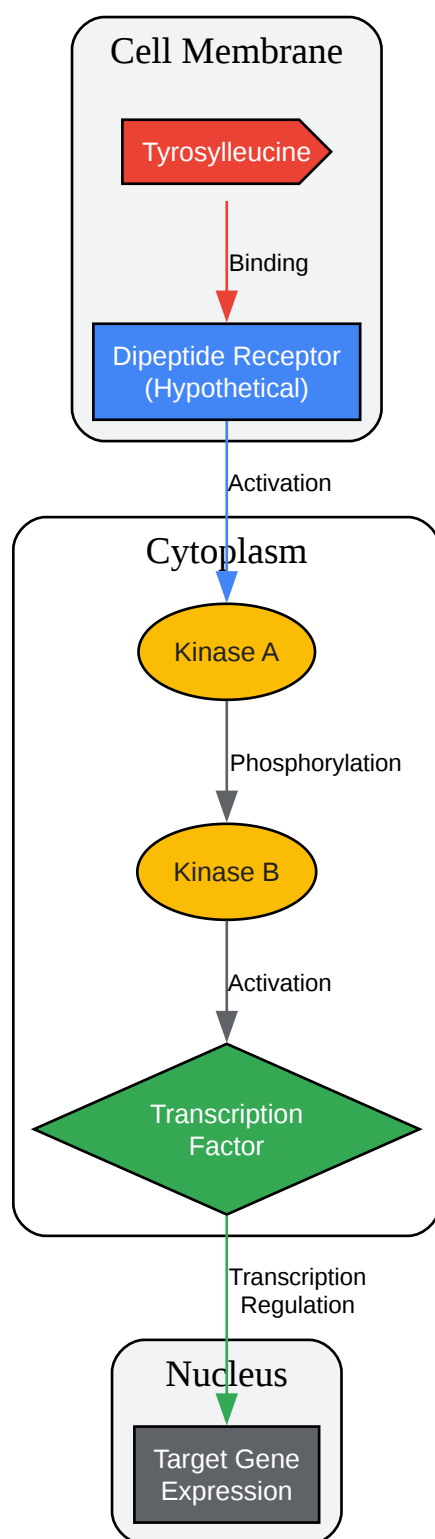 Cell Membrane
Tyrosylleucine
Binding
Dipeptide Receptor
(Hypothetical)
Activation
Cytoplasm
Kinase A
Phosphorylation
Kinase B
Activation
Transcription
Factor
Transcription
Regulation
Nucleus
Target Gene
Expression